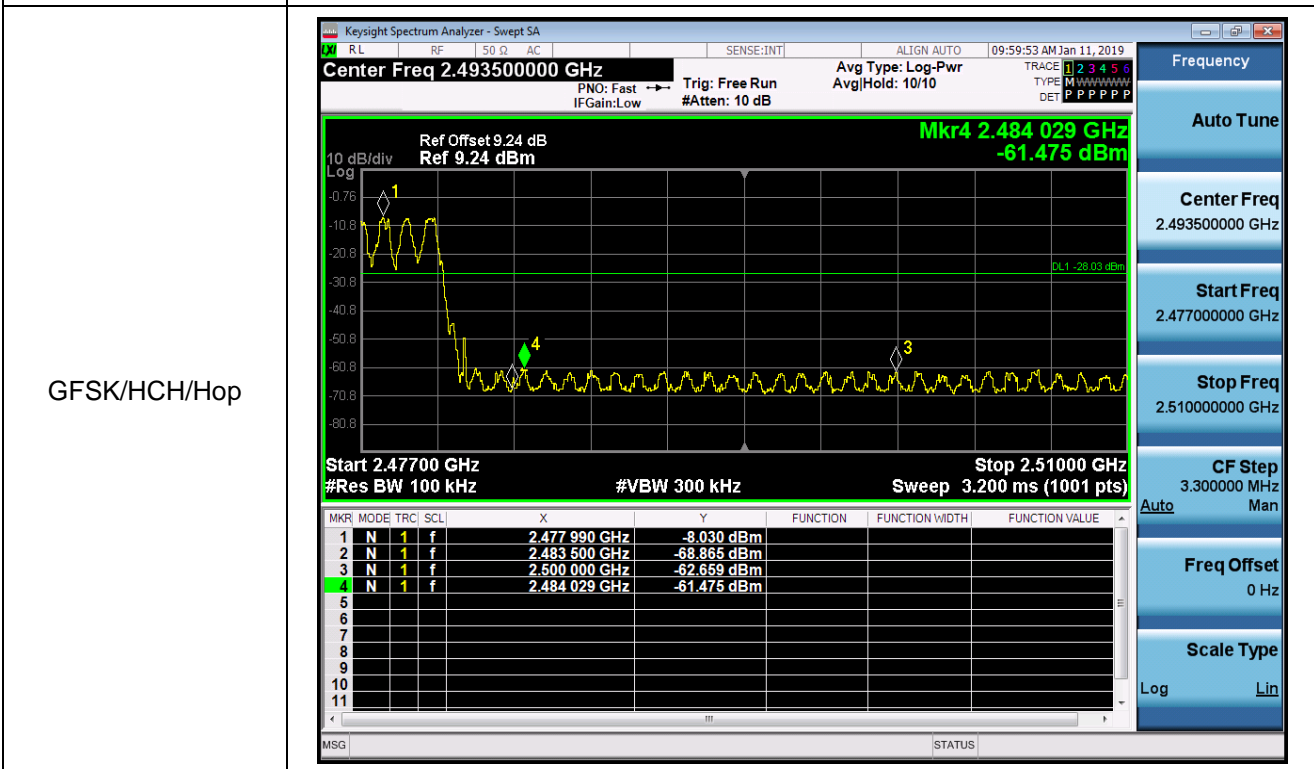 GFSK/HCH/Hop
Keysight Spectrum Analyzer - Swept SA
LXI RL RF 50 Ω AC SENSE:INT ALIGN AUTO 09:59:53 AM Jan 11, 2019
Center Freq 2.493500000 GHz
PNO: Fast
IFGain:Low
Trig: Free Run
#Atten: 10 dB
Avg Type: Log-Pwr
Avg|Hold: 10/10
TRACE 1 2 3 4 5 6
TYPE M WWWWW
DET P P P P P P
Mkr4 2.484 029 GHz
-61.475 dBm
Ref Offset 9.24 dB
10 dB/div Ref 9.24 dBm
Log
-0.76
-10.8
-20.8
-30.8
-40.8
-50.8
-60.8
-70.8
-80.8
1
4
3
DL1 -28.03 dBm
Start 2.47700 GHz Stop 2.51000 GHz
#Res BW 100 kHz #VBW 300 kHz Sweep 3.200 ms (1001 pts)
MKR MODE TRC SCL X Y FUNCTION FUNCTION WIDTH FUNCTION VALUE
1 N 1 f 2.477 990 GHz -8.030 dBm
2 N 1 f 2.483 500 GHz -68.865 dBm
3 N 1 f 2.500 000 GHz -62.659 dBm
4 N 1 f 2.484 029 GHz -61.475 dBm
5
6
7
8
9
10
11
MSG STATUS
Frequency
Auto Tune
Center Freq
2.493500000 GHz
Start Freq
2.477000000 GHz
Stop Freq
2.510000000 GHz
CF Step
3.300000 MHz
Auto Man
Freq Offset
0 Hz
Scale Type
Log Lin